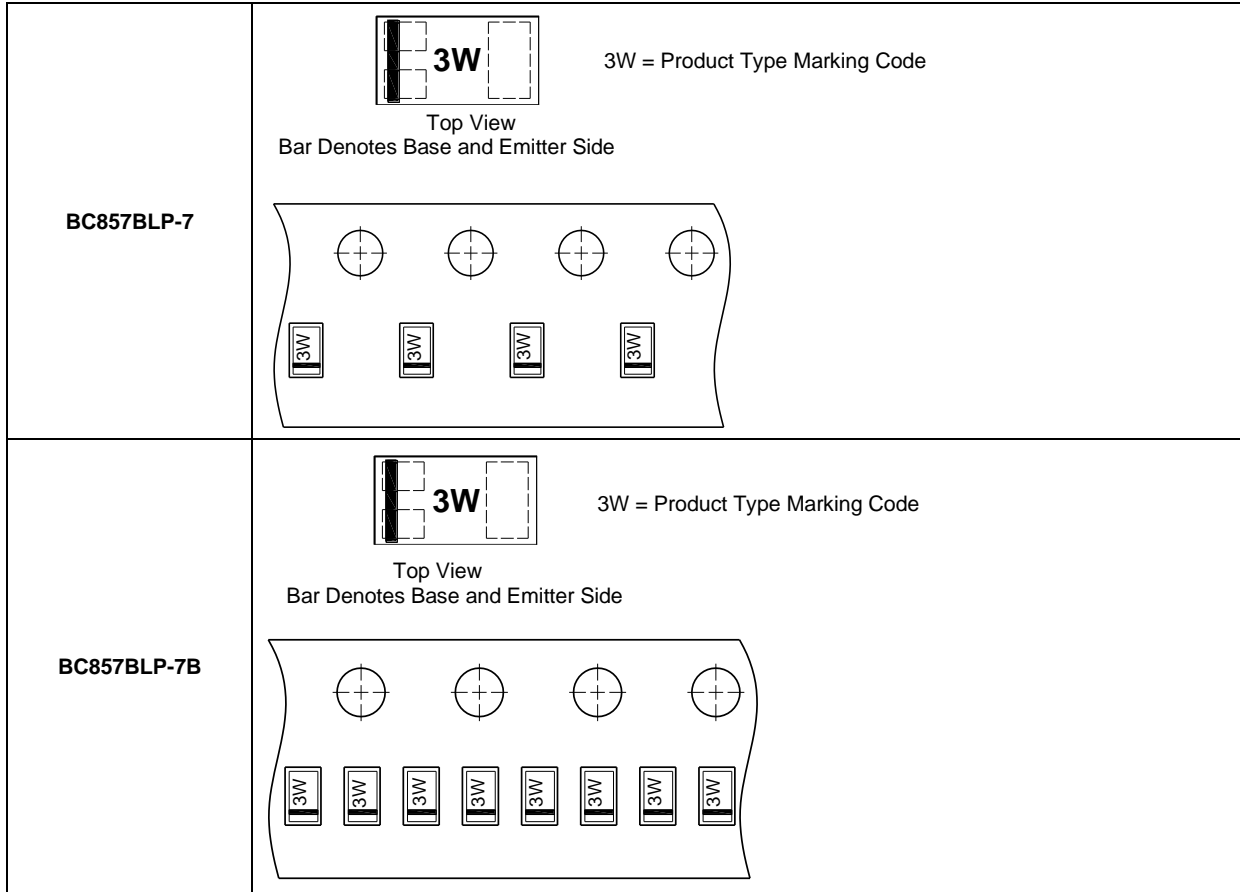 BC857BLP-7
3W
3W = Product Type Marking Code
Top View
Bar Denotes Base and Emitter Side
3W
3W
3W
3W
BC857BLP-7B
3W
3W = Product Type Marking Code
Top View
Bar Denotes Base and Emitter Side
3W
3W
3W
3W
3W
3W
3W
3W